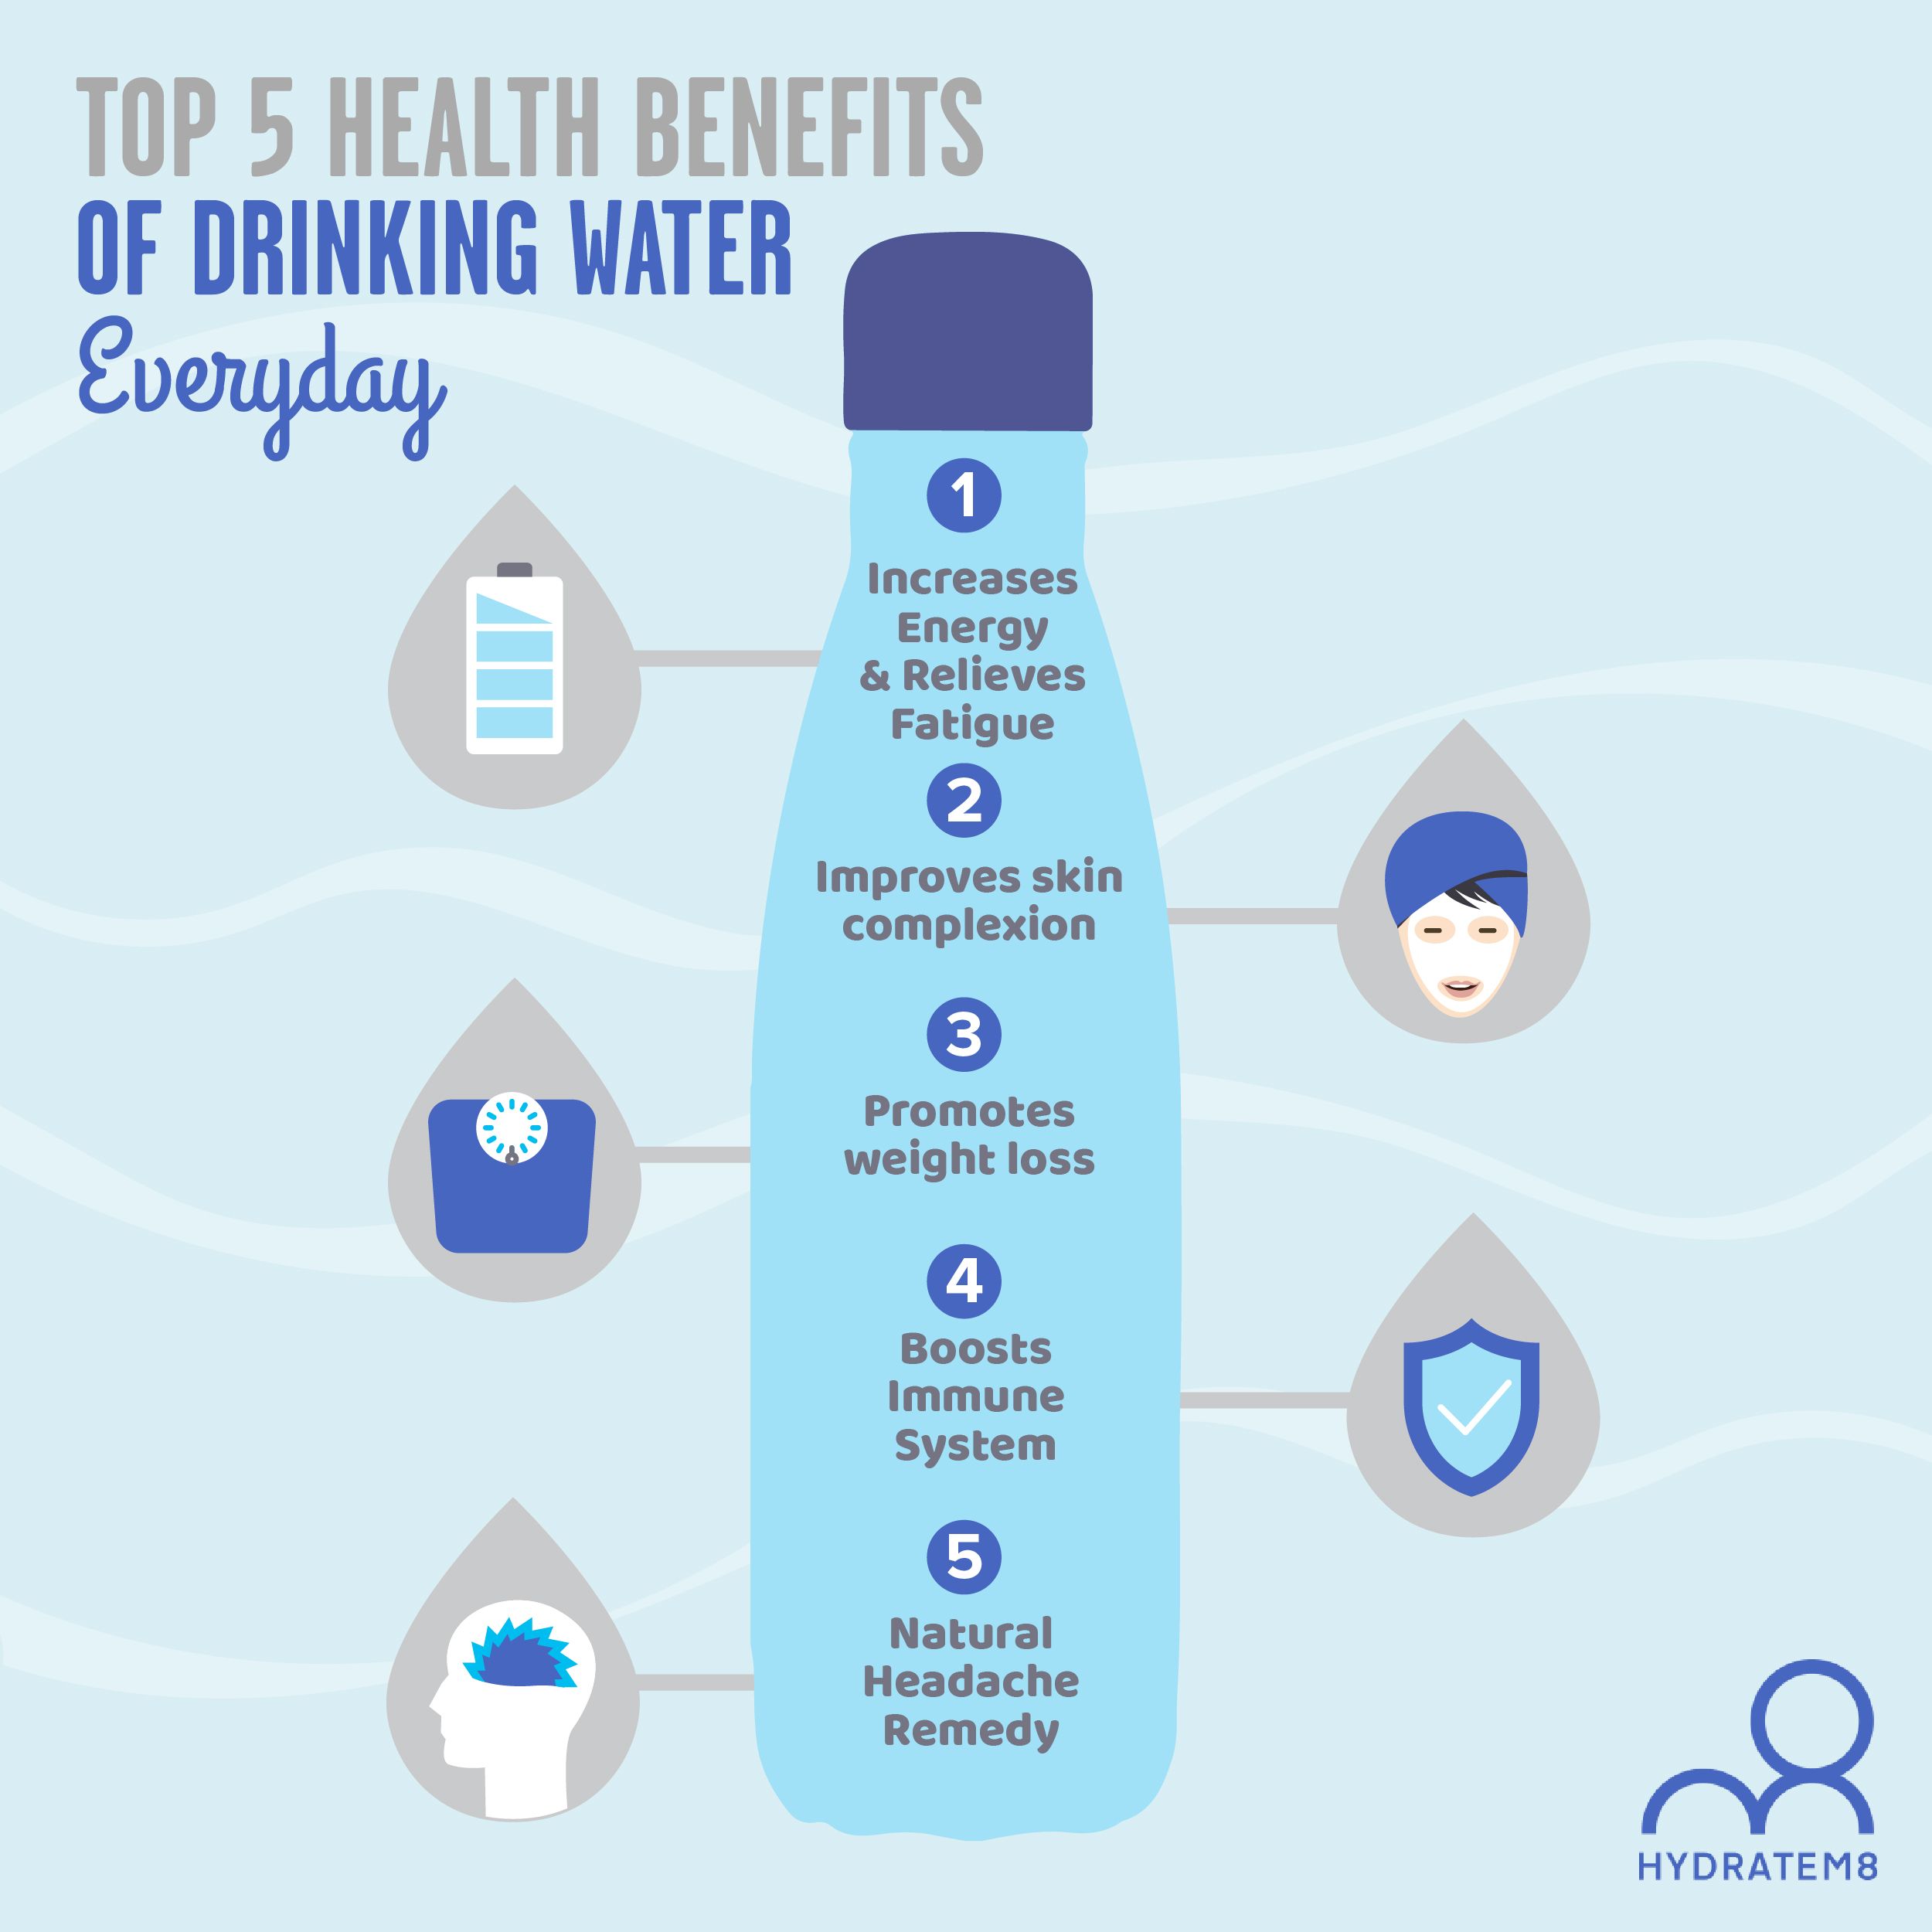 TOP 5 HEALTH BENEFITS
OF DRINKING WATER
Everyday
1
Increases
Energy
& Relieves
Fatigue
2
Improves skin
complexion
3
Promotes
weight loss
4
Boosts
Immune
System
5
Natural
Headache
Remedy
HYDRATEM8